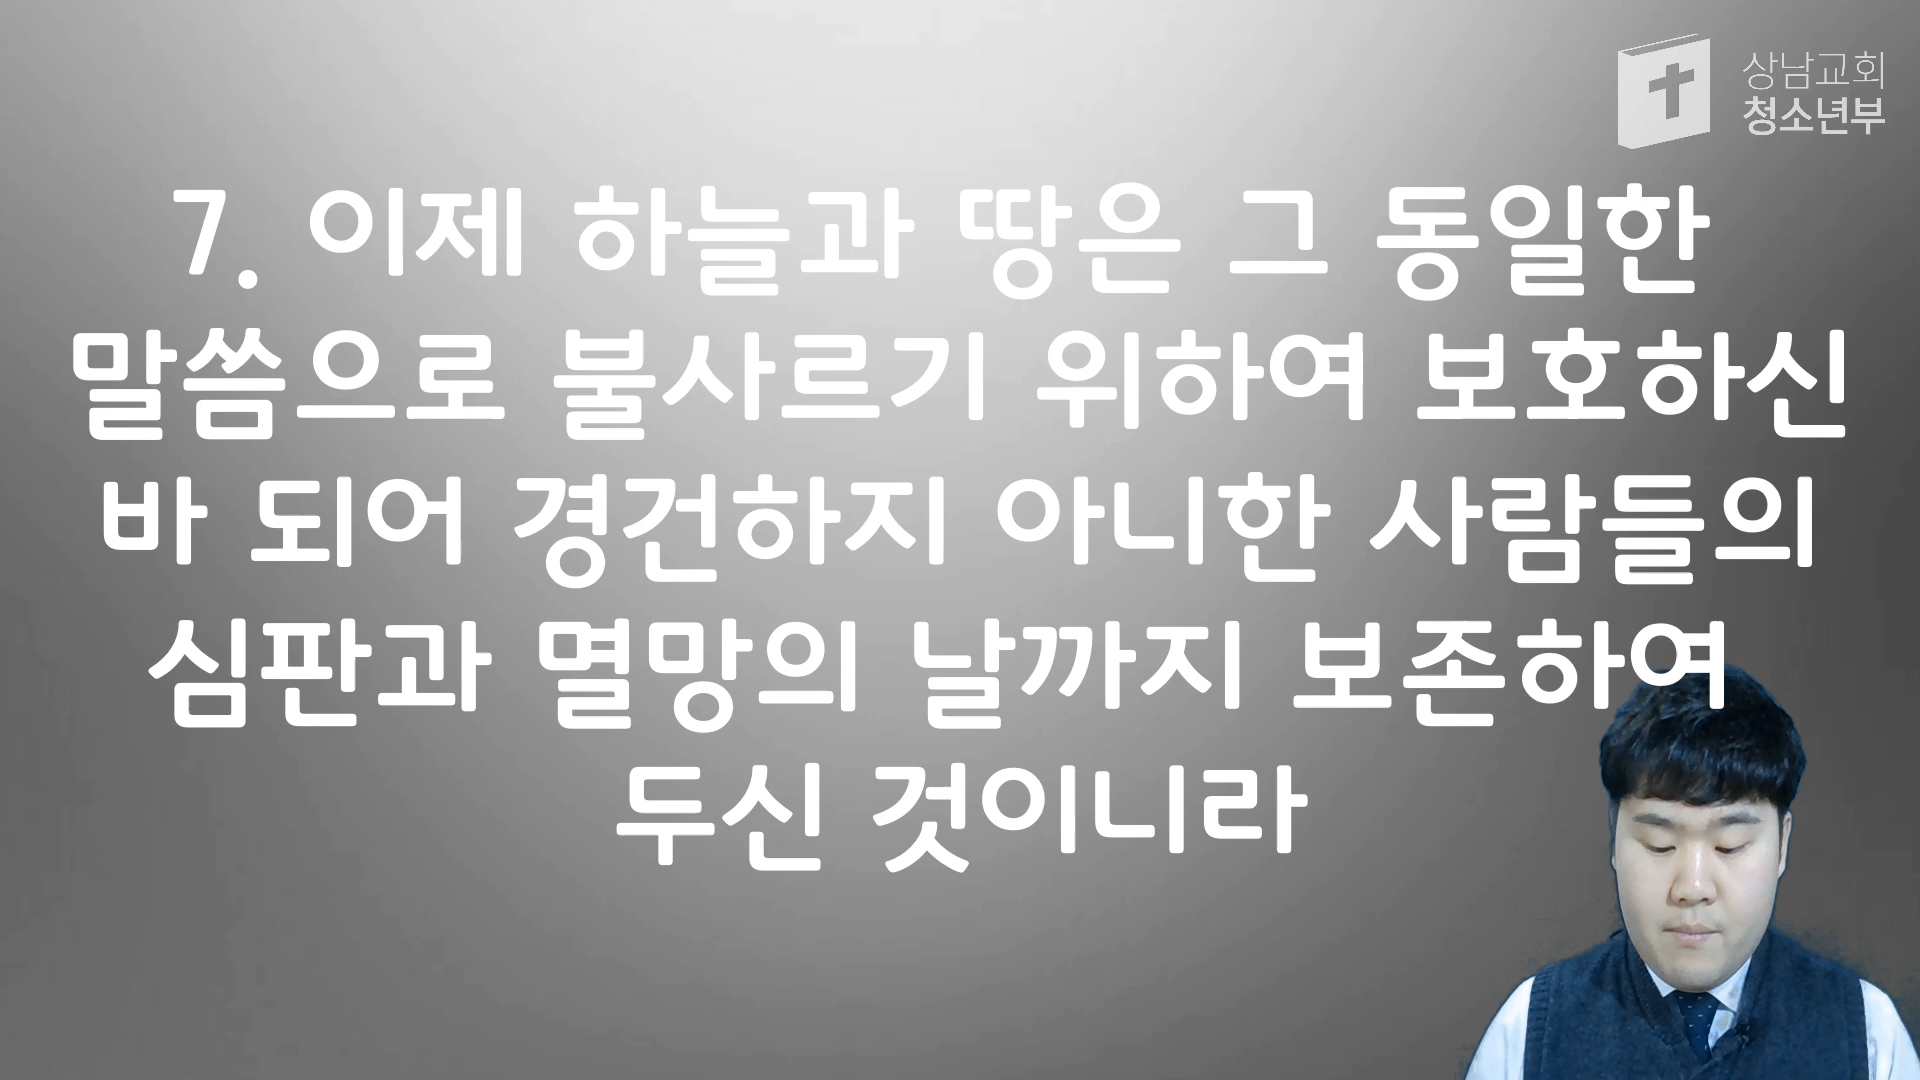 상남교회
청소년부
7. 이제 하늘과 땅은 그 동일한
말씀으로 불사르기 위하여 보호하신
바 되어 경건하지 아니한 사람들의
심판과 멸망의 날까지 보존하여
두신 것이니라